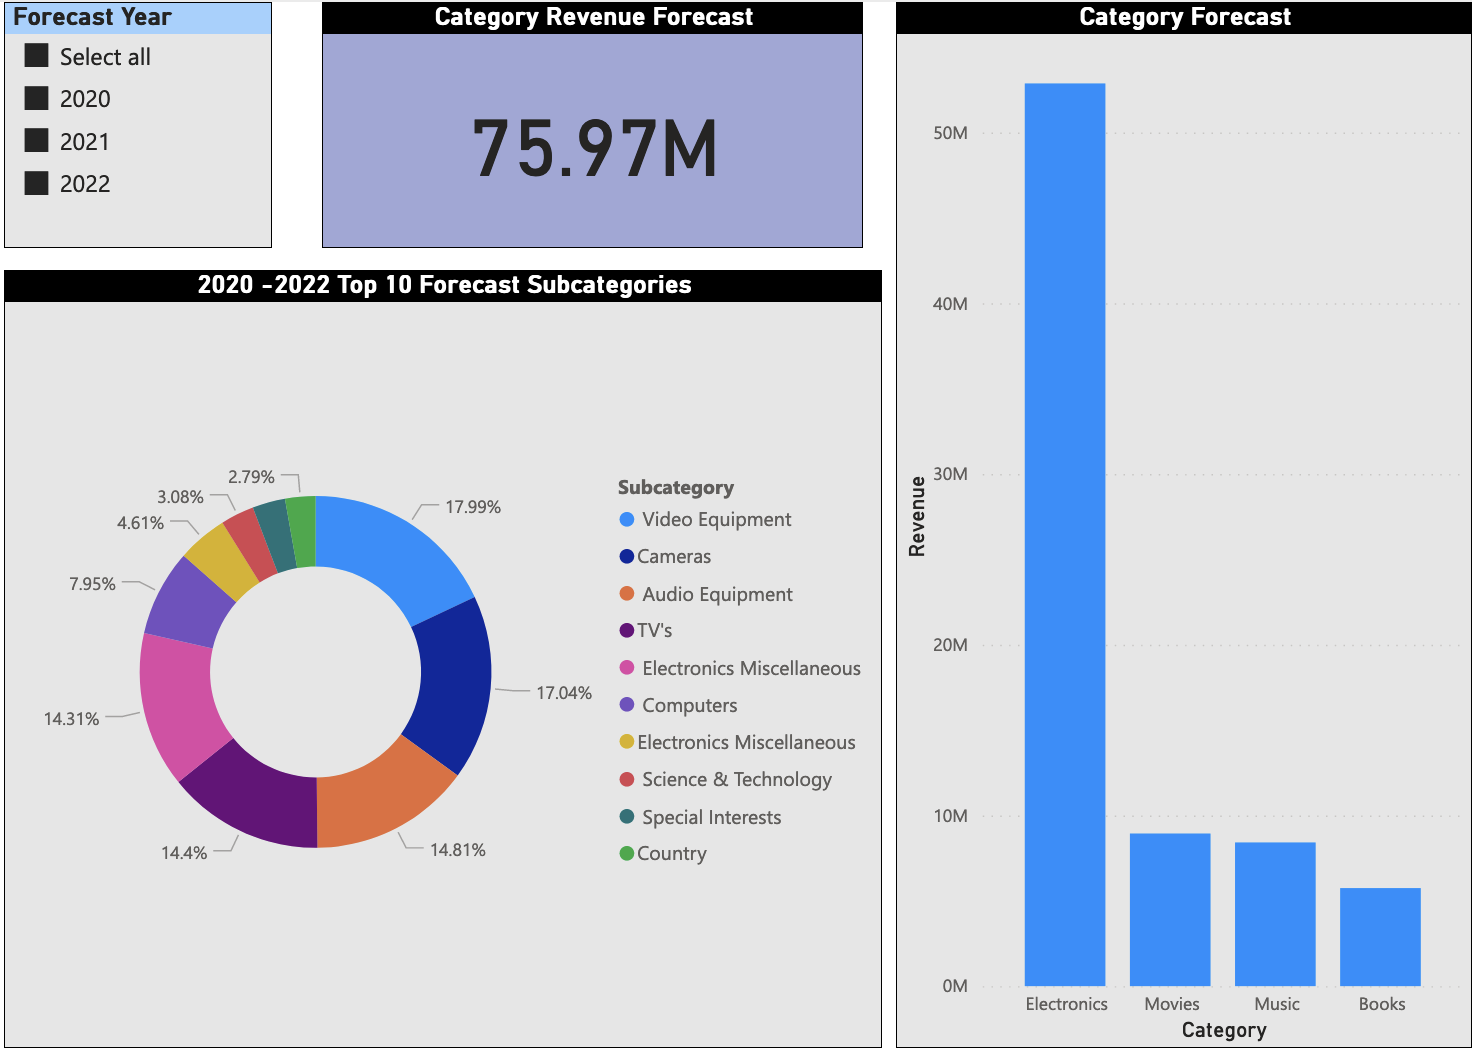 Forecast Year
Select all
2020
2021
2022
Category Revenue Forecast
75.97M
2020 -2022 Top 10 Forecast Subcategories
2.79%
3.08%
4.61%
7.95%
14.31%
14.4%
14.81%
17.04%
17.99%
Subcategory
Video Equipment
Cameras
Audio Equipment
TV's
Electronics Miscellaneous
Computers
Electronics Miscellaneous
Science & Technology
Special Interests
Country
Category Forecast
Revenue
50M
40M
30M
20M
10M
0M
Electronics
Movies
Music
Books
Category